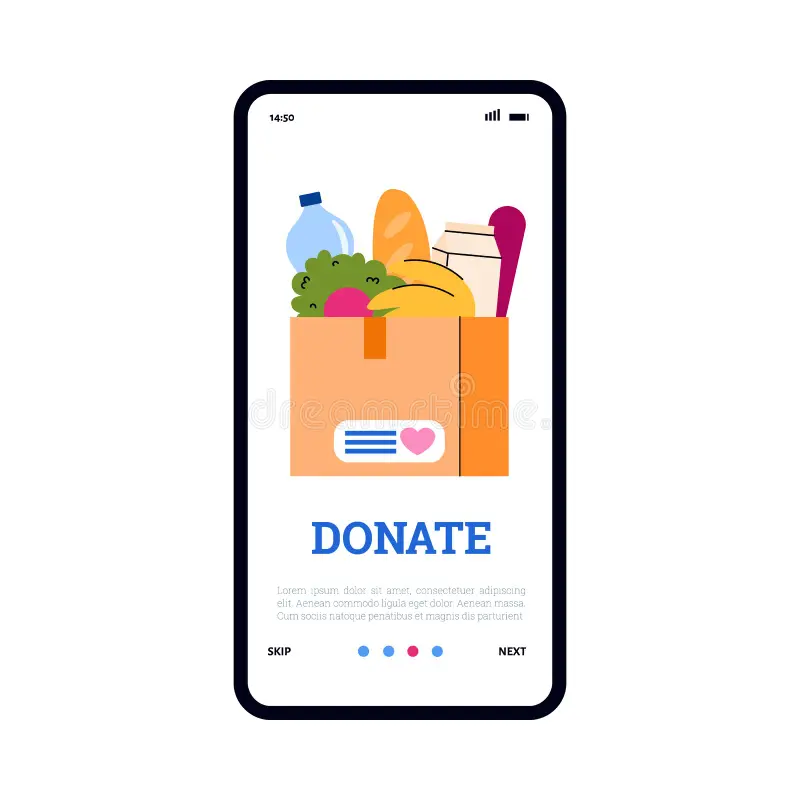 14:50
dreamstime.
DONATE
Lorem ipsum dolor sit amet, consectetuer adipiscing
elit. Aenean commodo ligula eget dolor. Aenean massa.
Cum sociis natoque penatibus et magnis dis parturient
SKIP
NEXT